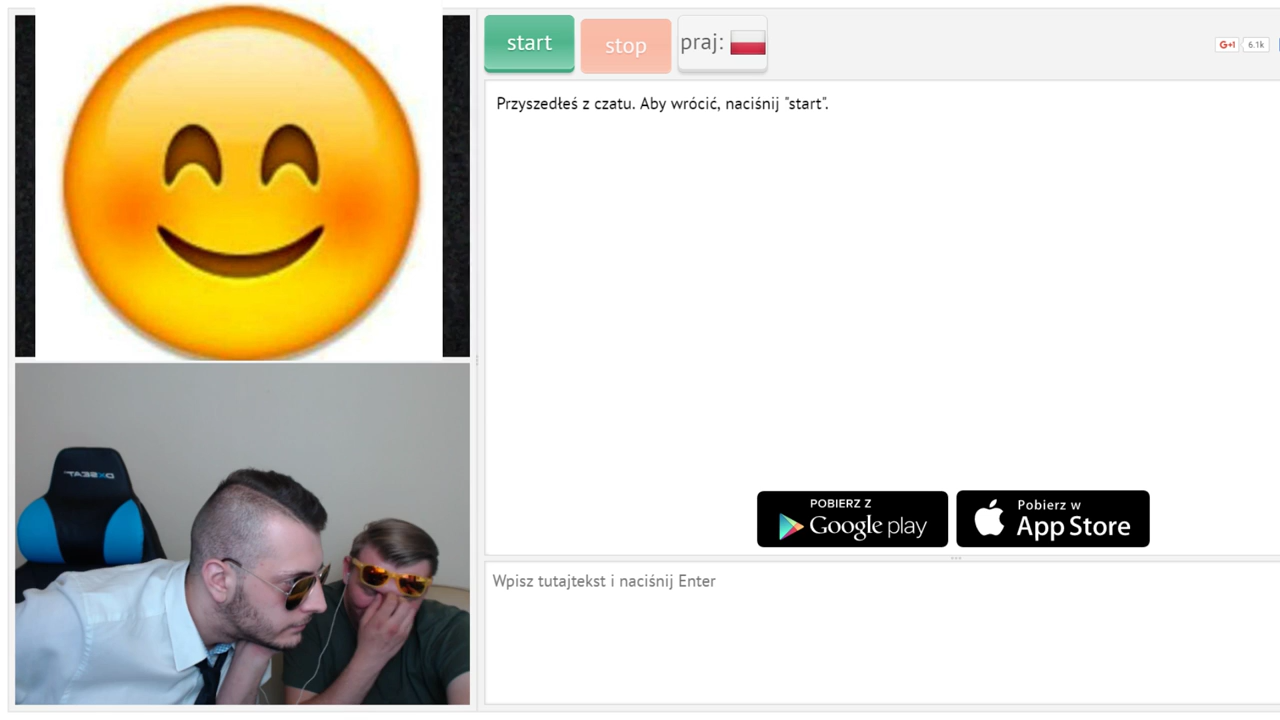 start
stop
praj:
G+1
6.1k
Przyszedłeś z czatu. Aby wrócić, naciśnij "start".
DXSEAT™
POBIERZ Z
Google play
Pobierz w
App Store
Wpisz tutajtekst i naciśnij Enter